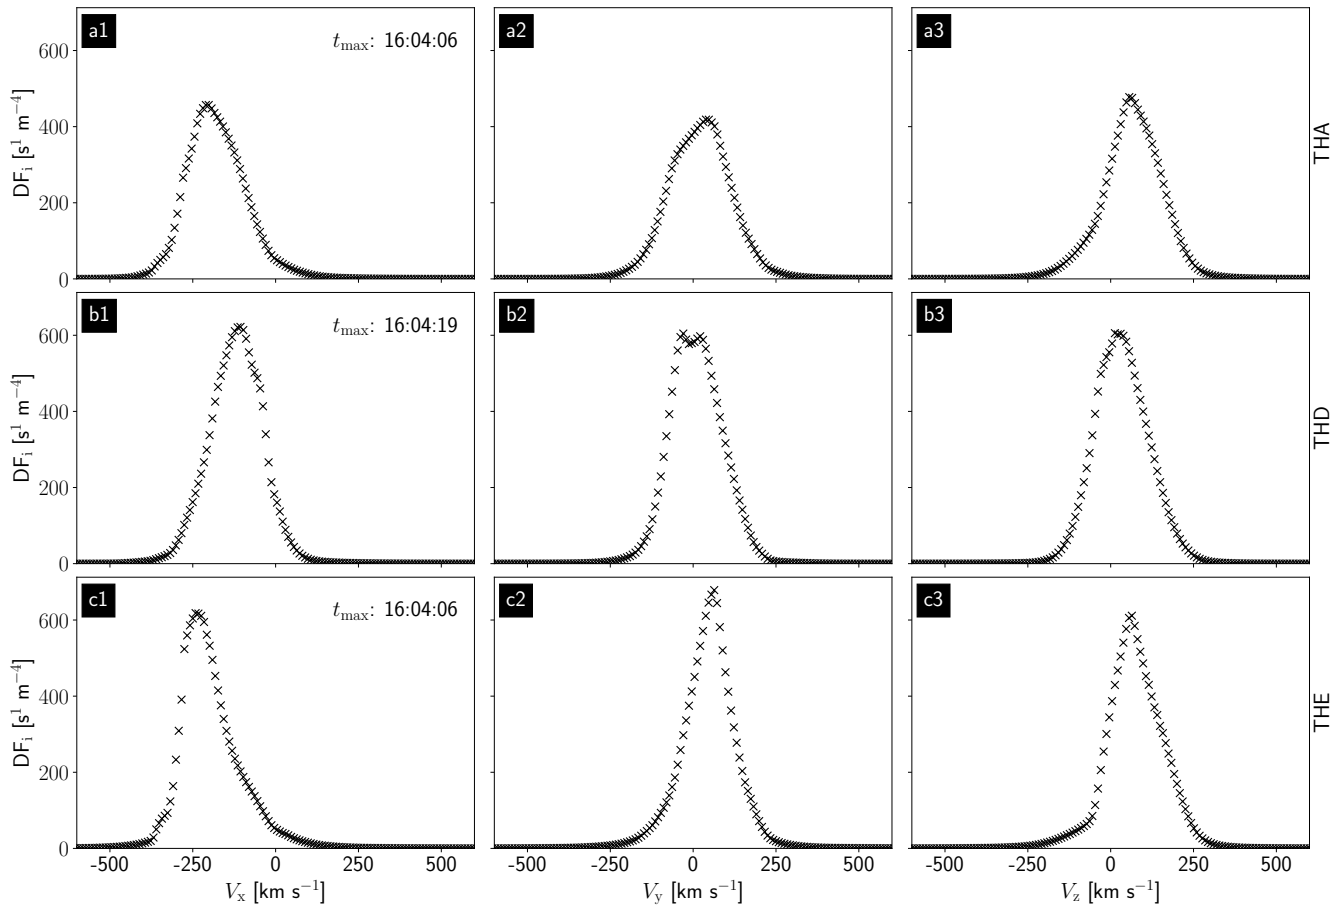 a1
t_max: 16:04:06
a2
a3
600
400
200
0
DF_i [s^1 m^−4]
THA
b1
t_max: 16:04:19
b2
b3
600
400
200
0
DF_i [s^1 m^−4]
THD
c1
t_max: 16:04:06
c2
c3
600
400
200
0
DF_i [s^1 m^−4]
THE
-500 -250 0 250 500
-500 -250 0 250 500
-500 -250 0 250 500
V_x [km s^−1]
V_y [km s^−1]
V_z [km s^−1]